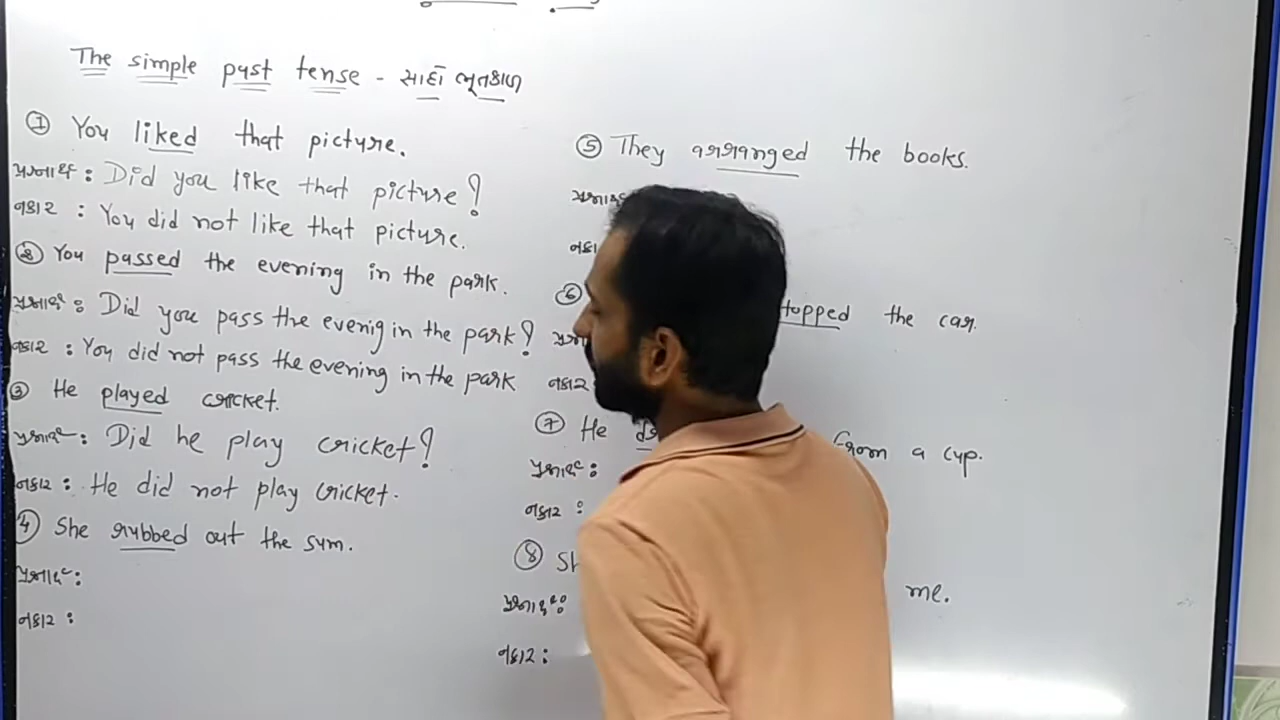 The simple past tense - સાદો ભૂતકાળ
① You liked that picture.
પ્રશ્નાર્થ : Did you like that picture?
નકાર : You did not like that picture.
② You passed the evening in the park.
પ્રશ્નાર્થ : Did you pass the evenig in the park?
નકાર : You did not pass the evening in the park
③ He played cricket.
પ્રશ્નાર્થ : Did he play cricket?
નકાર : He did not play cricket.
④ She rubbed out the sum.
પ્રશ્નાર્થ :
નકાર :
⑤ They arranged the books.
પ્રશ્નાર્થ
નકા
⑥ topped the car.
નકાર
⑦ He from a cup.
પ્રશ્નાર્થ :
નકાર :
⑧ me.
પ્રશ્નાર્થ :
નકાર :